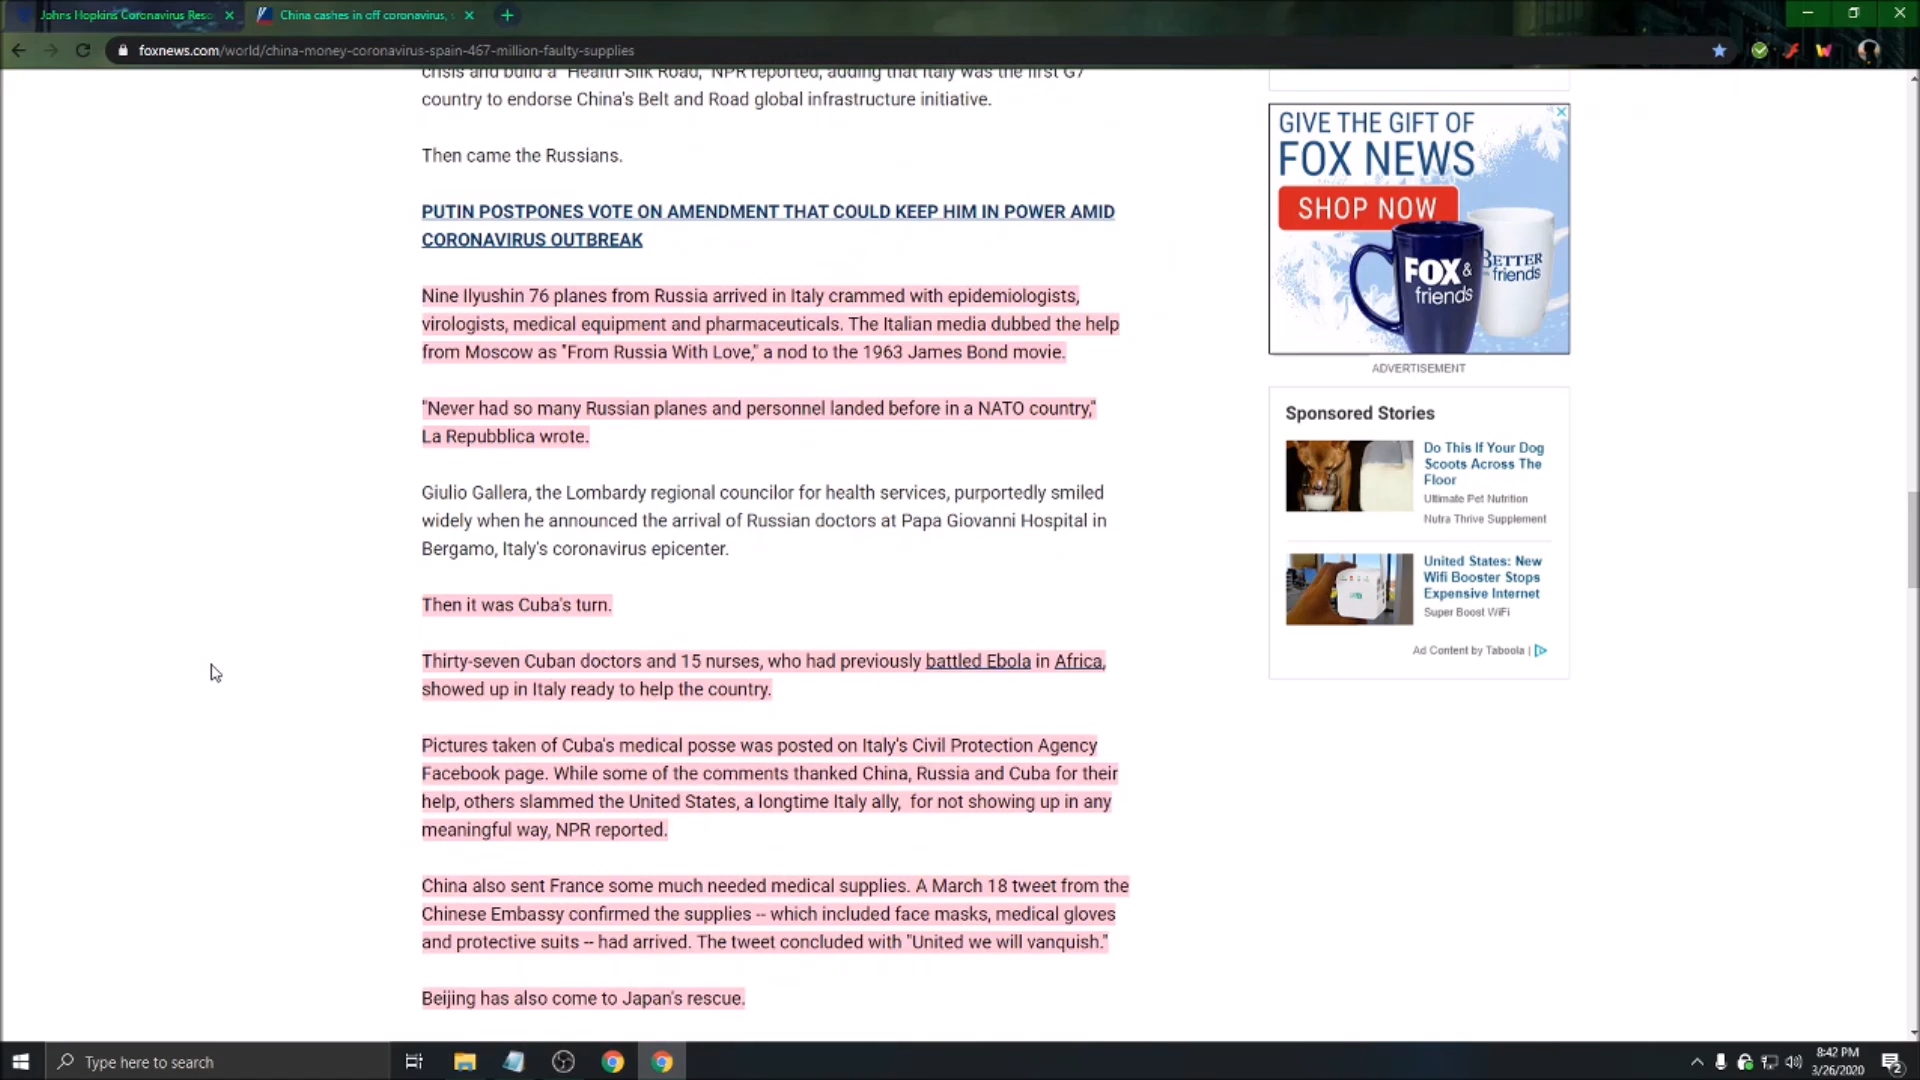 Johns Hopkins Coronavirus Reso
China cashes in off coronavirus, s
foxnews.com/world/china-money-coronavirus-spain-467-million-faulty-supplies
crisis and build a "Health Silk Road," NPR reported, adding that Italy was the first G7
country to endorse China's Belt and Road global infrastructure initiative.
Then came the Russians.
PUTIN POSTPONES VOTE ON AMENDMENT THAT COULD KEEP HIM IN POWER AMID
CORONAVIRUS OUTBREAK
Nine Ilyushin 76 planes from Russia arrived in Italy crammed with epidemiologists,
virologists, medical equipment and pharmaceuticals. The Italian media dubbed the help
from Moscow as "From Russia With Love," a nod to the 1963 James Bond movie.
"Never had so many Russian planes and personnel landed before in a NATO country,"
La Repubblica wrote.
Giulio Gallera, the Lombardy regional councilor for health services, purportedly smiled
widely when he announced the arrival of Russian doctors at Papa Giovanni Hospital in
Bergamo, Italy's coronavirus epicenter.
Then it was Cuba's turn.
Thirty-seven Cuban doctors and 15 nurses, who had previously battled Ebola in Africa,
showed up in Italy ready to help the country.
Pictures taken of Cuba's medical posse was posted on Italy's Civil Protection Agency
Facebook page. While some of the comments thanked China, Russia and Cuba for their
help, others slammed the United States, a longtime Italy ally,  for not showing up in any
meaningful way, NPR reported.
China also sent France some much needed medical supplies. A March 18 tweet from the
Chinese Embassy confirmed the supplies -- which included face masks, medical gloves
and protective suits -- had arrived. The tweet concluded with "United we will vanquish."
Beijing has also come to Japan's rescue.
GIVE THE GIFT OF
FOX NEWS
SHOP NOW
FOX &
friends
BETTER
friends
ADVERTISEMENT
Sponsored Stories
Do This If Your Dog
Scoots Across The
Floor
Ultimate Pet Nutrition
Nutra Thrive Supplement
United States: New
Wifi Booster Stops
Expensive Internet
Super Boost WiFi
Ad Content by Taboola |
Type here to search
8:42 PM
3/26/2020
2